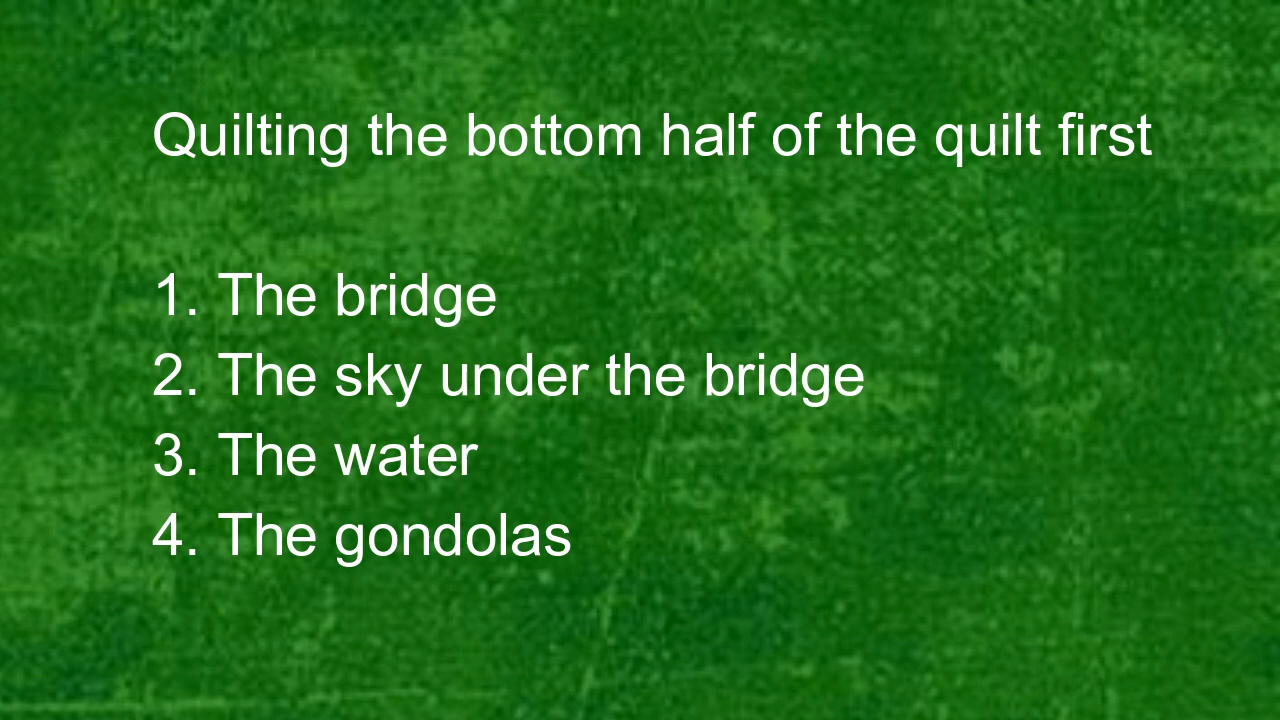 Quilting the bottom half of the quilt first
1. The bridge
2. The sky under the bridge
3. The water
4. The gondolas